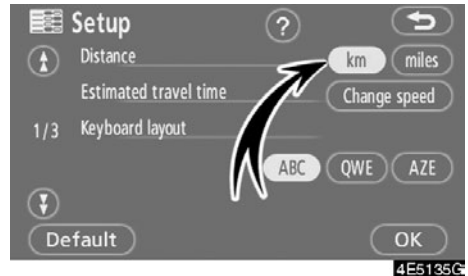 Setup
?
Distance km miles
Estimated travel time Change speed
1/3 Keyboard layout
ABC QWE AZE
Default OK
4E5135G